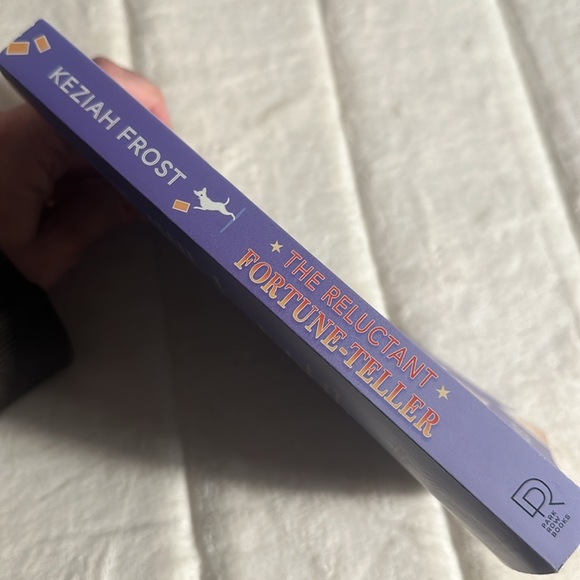 KEZIAH FROST
THE RELUCTANT
FORTUNE-TELLER
PARK
ROW
BOOKS